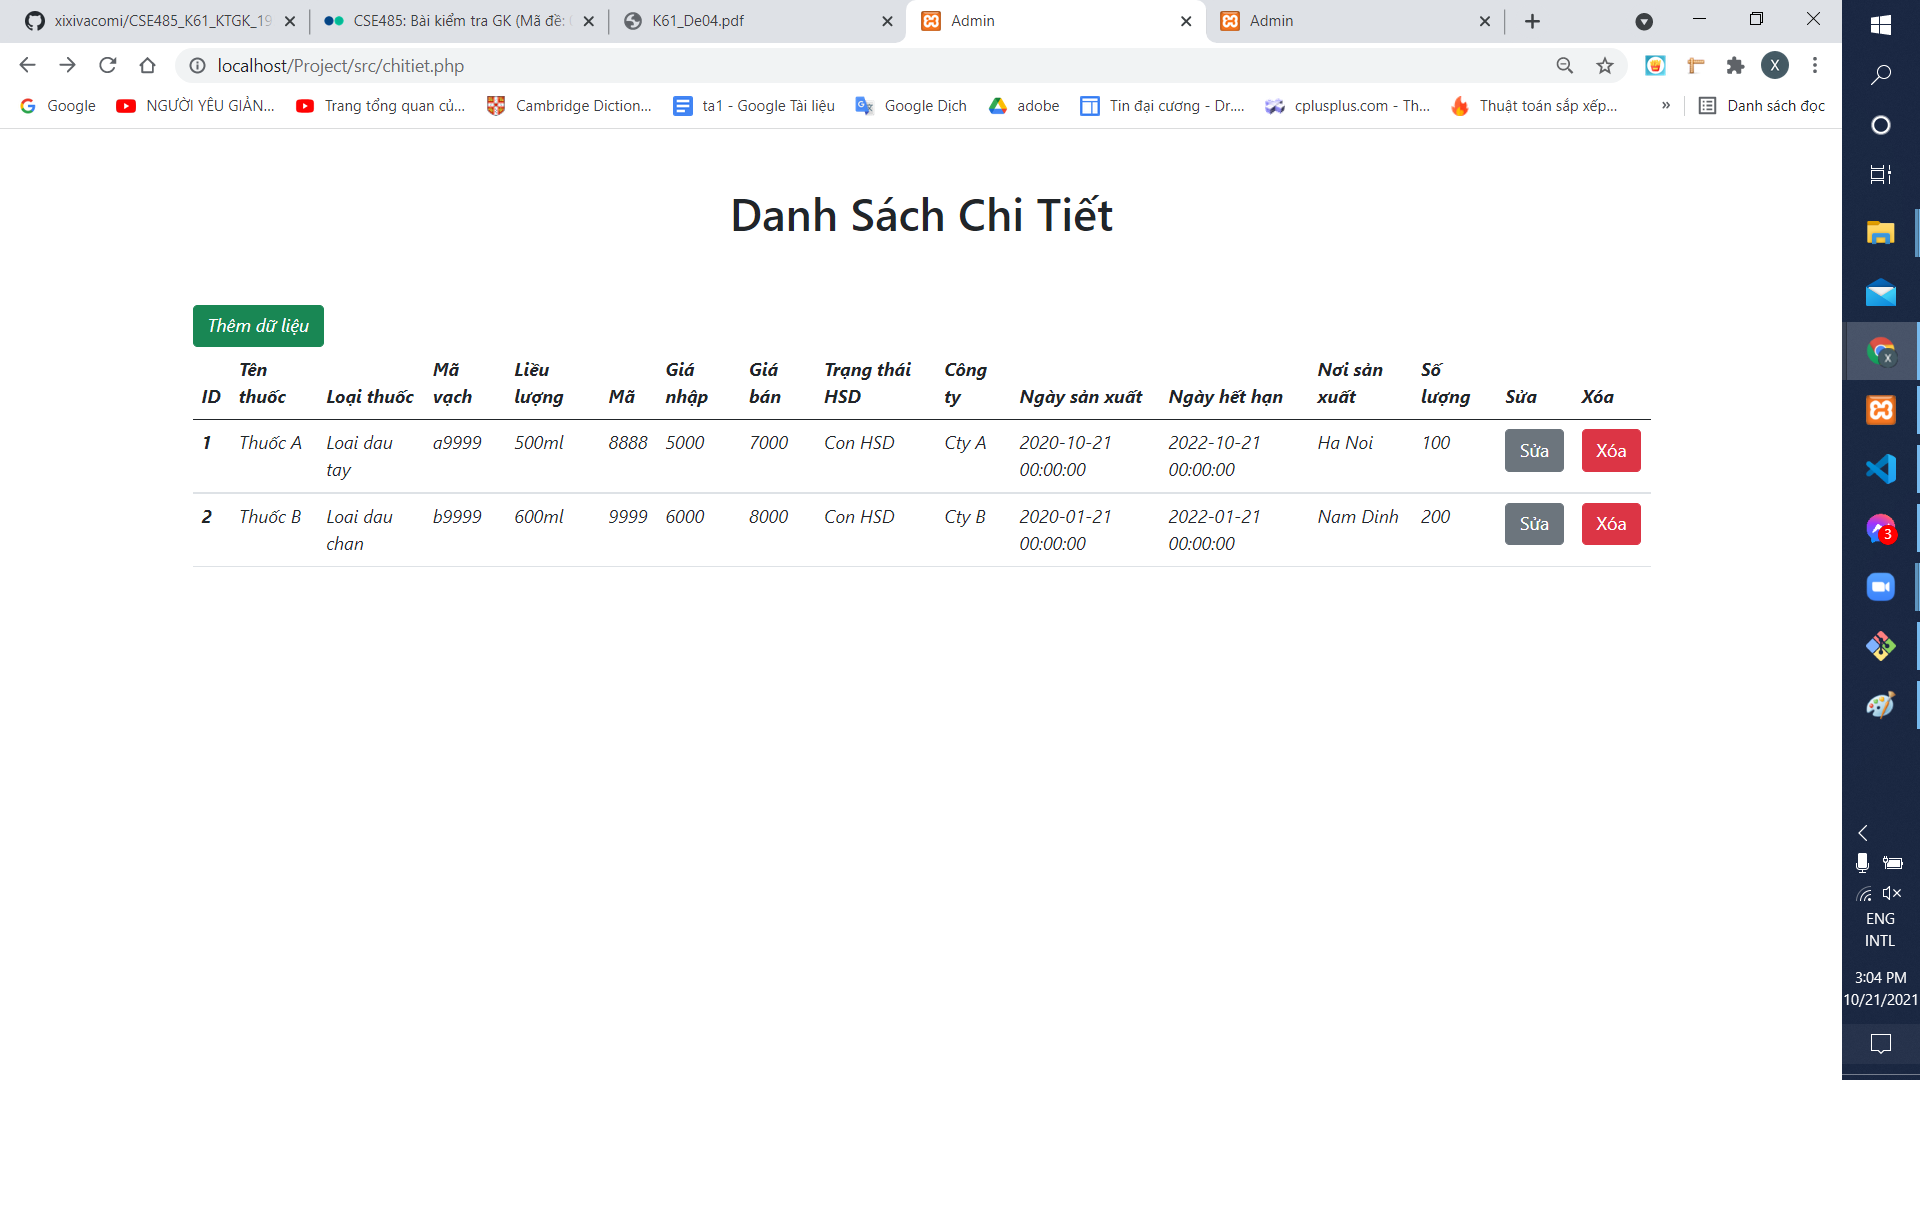 xixivacomi/CSE485_K61_KTGK_19
CSE485: Bài kiểm tra GK (Mã đề:
K61_De04.pdf
Admin
Admin
localhost/Project/src/chitiet.php
X
Google
NGƯỜI YÊU GIẢN...
Trang tổng quan củ...
Cambridge Diction...
ta1 - Google Tài liệu
Google Dịch
adobe
Tin đại cương - Dr....
cplusplus.com - Th...
Thuật toán sắp xếp...
»
Danh sách đọc
Danh Sách Chi Tiết
Thêm dữ liệu
ID Tên thuốc Loại thuốc Mã vạch Liều lượng Mã Giá nhập Giá bán Trạng thái HSD Công ty Ngày sản xuất Ngày hết hạn Nơi sản xuất Số lượng Sửa Xóa
1 Thuốc A Loai dau tay a9999 500ml 8888 5000 7000 Con HSD Cty A 2020-10-21 00:00:00 2022-10-21 00:00:00 Ha Noi 100 Sửa Xóa
2 Thuốc B Loai dau chan b9999 600ml 9999 6000 8000 Con HSD Cty B 2020-01-21 00:00:00 2022-01-21 00:00:00 Nam Dinh 200 Sửa Xóa
X
3
ENG
INTL
3:04 PM
10/21/2021